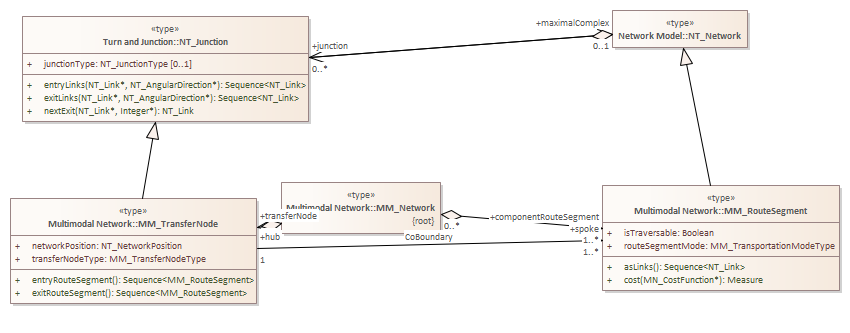 «type»
Turn and Junction::NT_Junction
+ junctionType: NT_JunctionType [0..1]
+ entryLinks(NT_Link*, NT_AngularDirection*): Sequence<NT_Link>
+ exitLinks(NT_Link*, NT_AngularDirection*): Sequence<NT_Link>
+ nextExit(NT_Link*, Integer*): NT_Link
+junction
0..*
+maximalComplex
0..1
«type»
Network Model::NT_Network
«type»
Multimodal Network::MM_TransferNode
+ networkPosition: NT_NetworkPosition
+ transferNodeType: MM_TransferNodeType
+ entryRouteSegment(): Sequence<MM_RouteSegment>
+ exitRouteSegment(): Sequence<MM_RouteSegment>
«type»
Multimodal Network::MM_Network
{root}
+transferNode
+hub
1
0..*
CoBoundary
+componentRouteSegment
+spoke
1..*
1..*
«type»
Multimodal Network::MM_RouteSegment
+ isTraversable: Boolean
+ routeSegmentMode: MM_TransportationModeType
+ asLinks(): Sequence<NT_Link>
+ cost(MN_CostFunction*): Measure